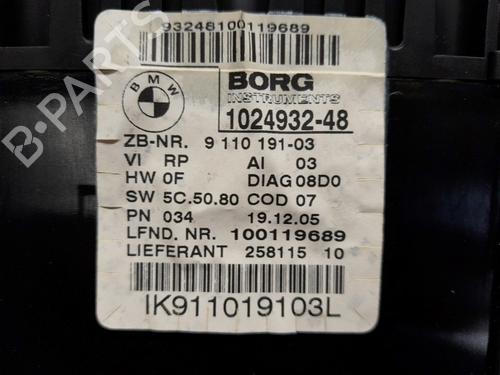 93248100119689
BMW
BORG
INSTRUMENTS
1024932-48
ZB-NR. 9 110 191-03
VI RP AI 03
HW 0F DIAG 08D0
SW 5C.50.80 COD 07
PN 034 19.12.05
LFND. NR. 100119689
LIEFERANT 258115 10
IK911019103L
B-PARTS